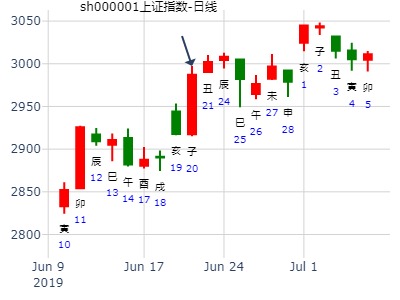 sh000001上证指数-日线
3050
3000
2950
2900
2850
2800
寅
10
卯
11
辰
12
巳
13
午
14
酉
17
戌
18
亥
19
子
20
丑
21
辰
24
巳
25
午
26
未
27
申
28
亥
1
子
2
丑
3
寅
4
卯
5
Jun 9
2019
Jun 17
Jun 24
Jul 1